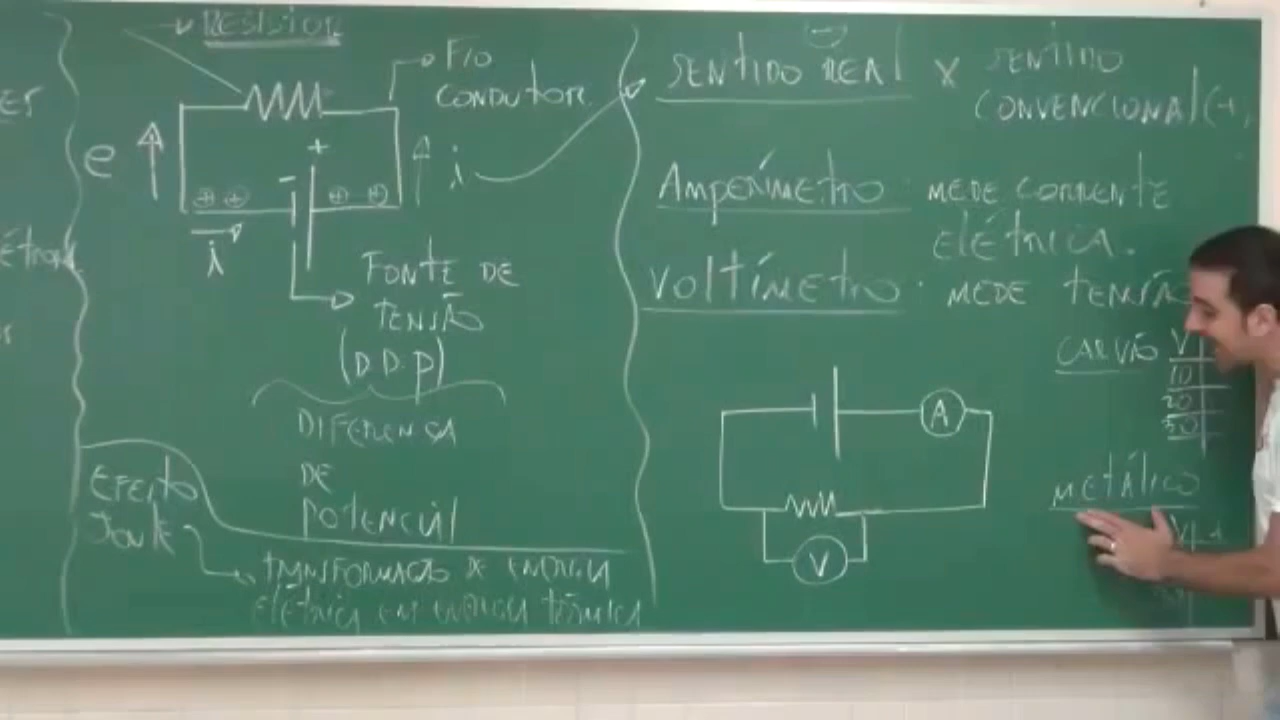 RESISTOR
FIO
CONDUTOR.
e
+
-
i
i
FONTE DE
TENSÃO
(D.D.P)
DIFERENÇA
DE
POTENCIAL
EFEITO
JOULE
TRANSFORMAÇÃO DE ENERGIA
ELÉTRICA EM ENERGIA TÉRMICA
(-)
SENTIDO REAL X SENTIDO
CONVENCIONAL (+)
AMPERÍMETRO: MEDE CORRENTE
ELÉTRICA.
VOLTÍMETRO: MEDE TENSÃO
CARVÃO V
10
20
50
A
V
METÁLICO